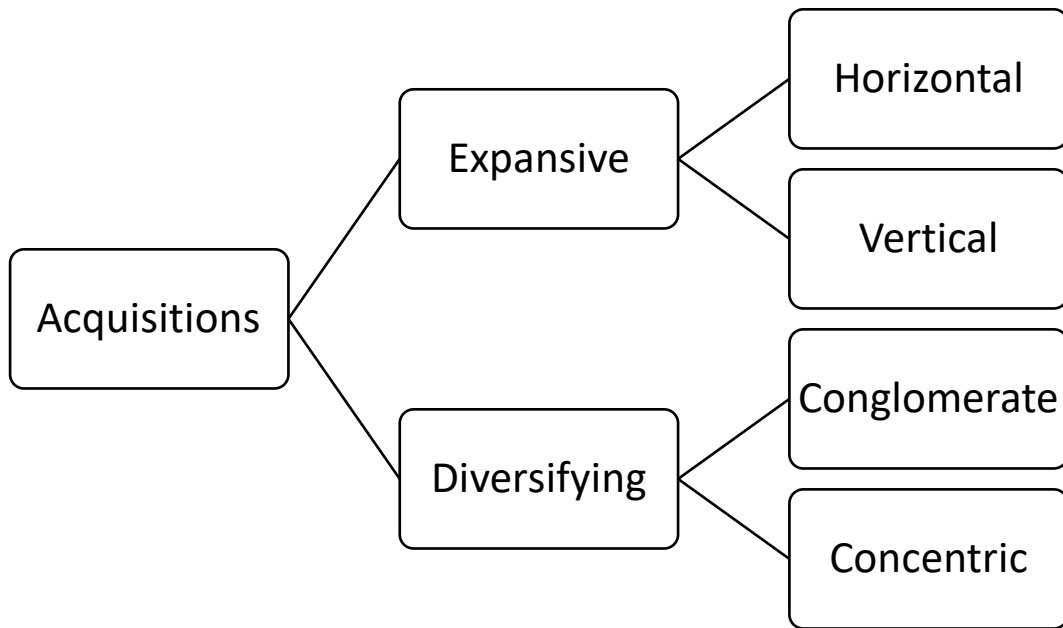 Acquisitions
Expansive
Horizontal
Vertical
Diversifying
Conglomerate
Concentric